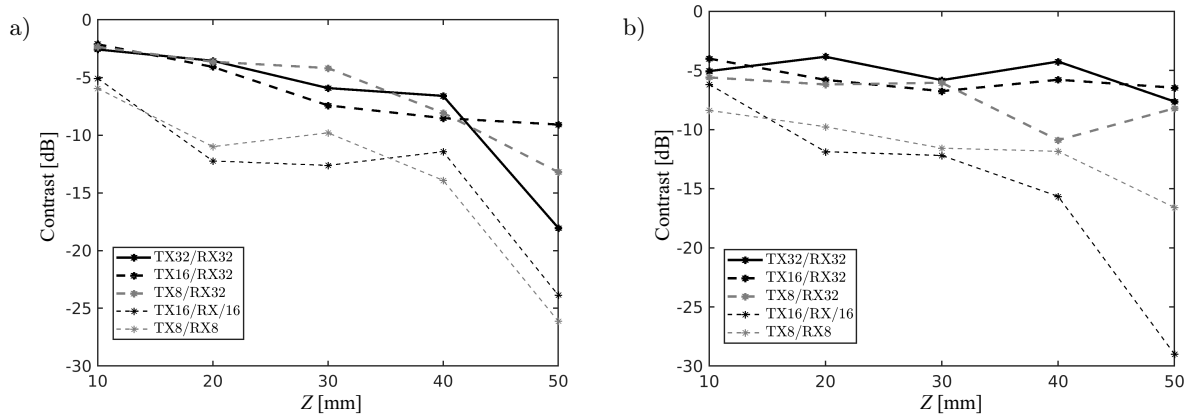 a)
0
-5
-10
-15
-20
-25
-30
Contrast [dB]
TX32/RX32
TX16/RX32
TX8/RX32
TX16/RX/16
TX8/RX8
10 20 30 40 50
Z [mm]
b)
0
-5
-10
-15
-20
-25
-30
Contrast [dB]
TX32/RX32
TX16/RX32
TX8/RX32
TX16/RX/16
TX8/RX8
10 20 30 40 50
Z [mm]